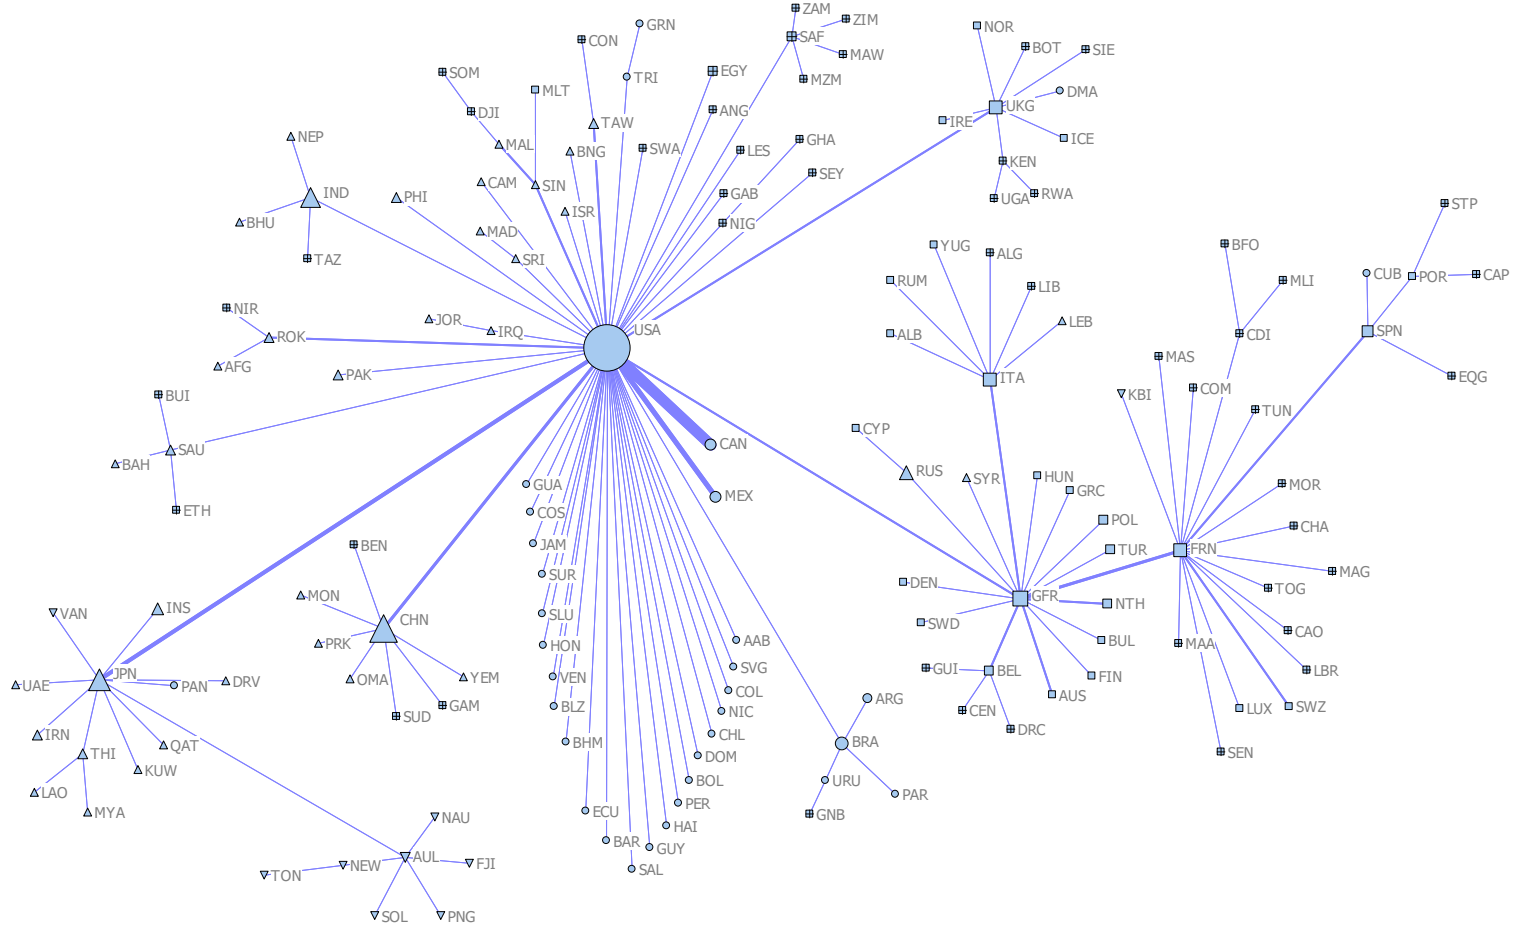 ZAM
ZIM
GRN
NOR
SAF
CON
BOT
SIE
MAW
SOM
EGY
TRI
MZM
MLT
DMA
UKG
DJI
ANG
TAW
IRE
NEP
ICE
MAL
GHA
BNG
SWA
LES
KEN
SEY
CAM
SIN
IND
PHI
GAB
RWA
UGA
STP
ISR
BHU
NIG
MAD
YUG
BFO
ALG
TAZ
SRI
CUB
POR
CAP
RUM
MLI
LIB
NIR
JOR
LEB
IRQ
USA
SPN
ROK
ALB
CDI
MAS
AFG
PAK
EQG
ITA
COM
KBI
BUI
TUN
CYP
CAN
SAU
BAH
RUS
SYR
HUN
GUA
MOR
GRC
MEX
ETH
COS
POL
CHA
JAM
BEN
TUR
FRN
MAG
SUR
DEN
TOG
MON
GFR
NTH
INS
VAN
SLU
CHN
SWD
CAO
BUL
AAB
PRK
HON
MAA
SVG
GUI
BEL
LBR
JPN
VEN
FIN
YEM
OMA
DRV
UAE
PAN
COL
AUS
ARG
GAM
BLZ
NIC
LUX
SWZ
CEN
SUD
DRC
IRN
CHL
BHM
BRA
QAT
THI
SEN
DOM
KUW
BOL
URU
LAO
PAR
PER
MYA
ECU
GNB
NAU
HAI
BAR
GUY
AUL
FJI
NEW
SAL
TON
SOL
PNG